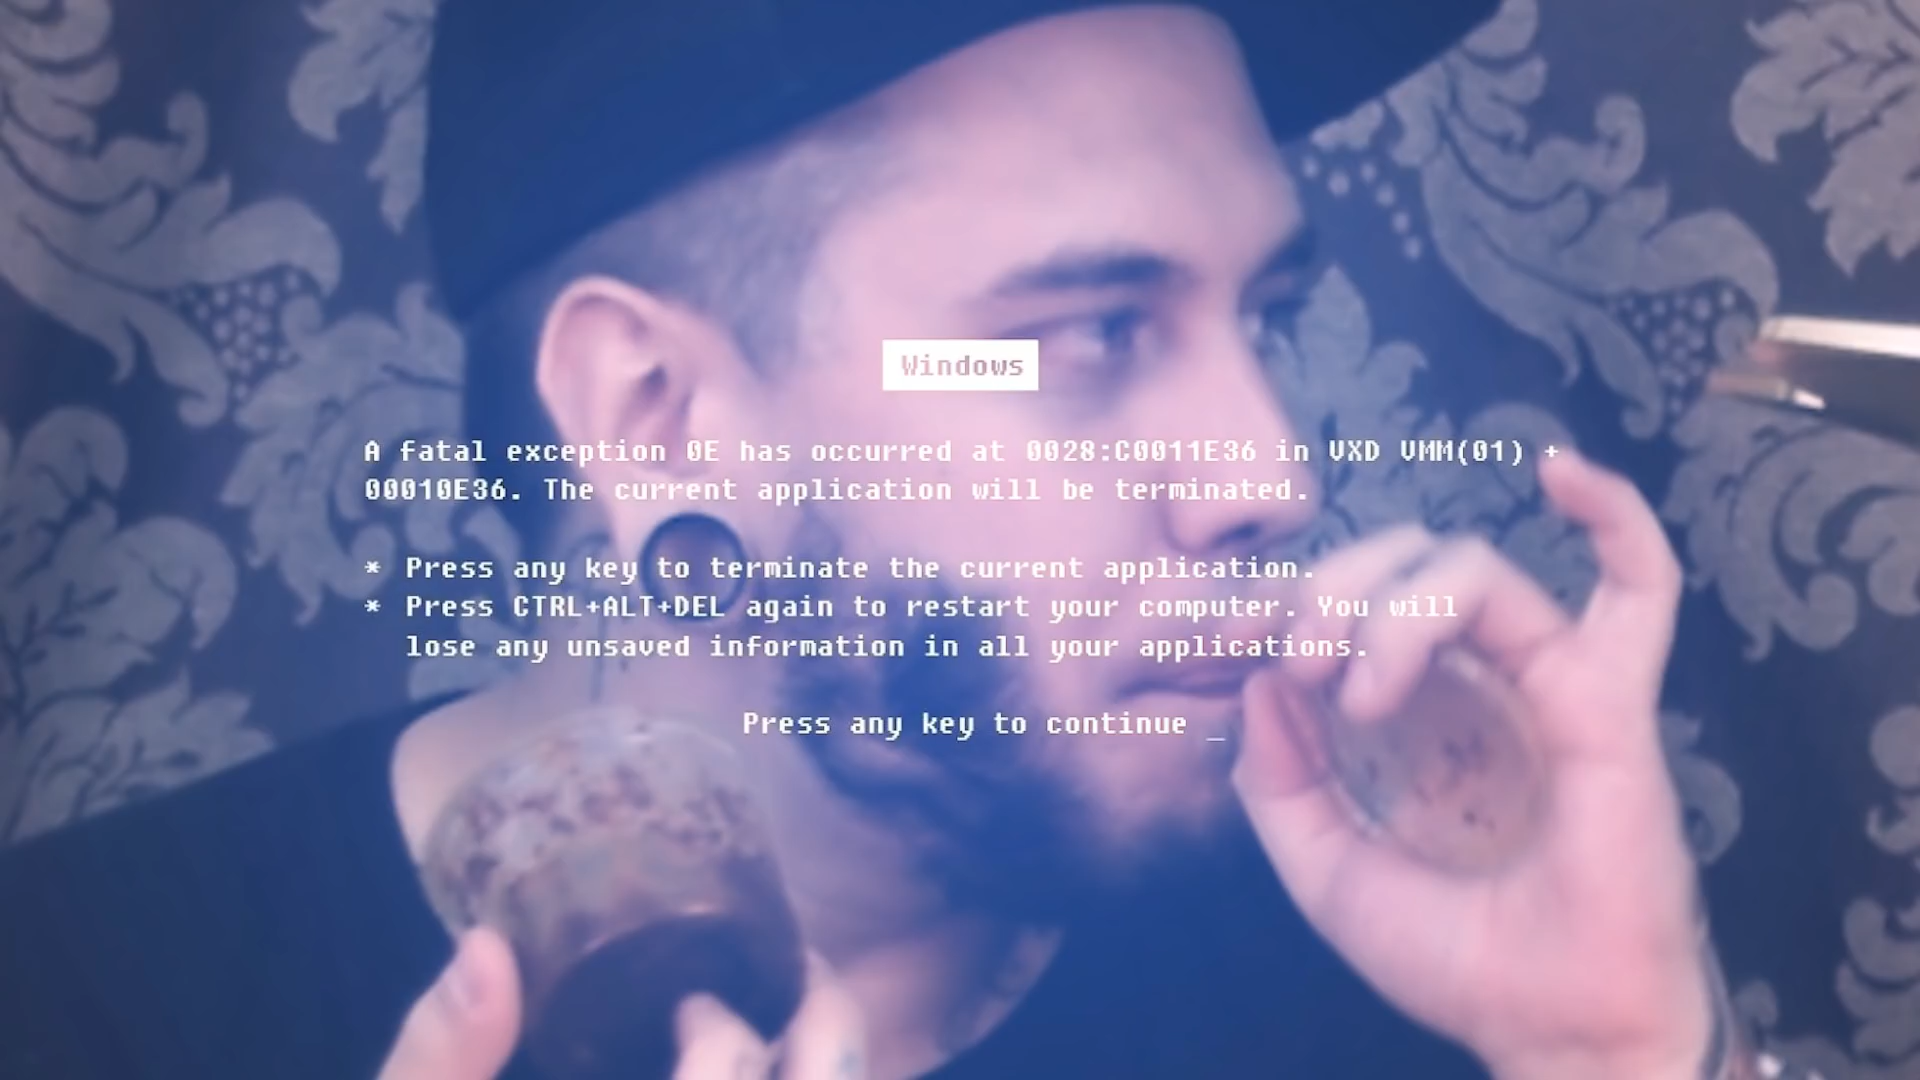 Windows
A fatal exception 0E has occurred at 0028:C0011E36 in VXD VMM(01) +
00010E36. The current application will be terminated.
* Press any key to terminate the current application.
* Press CTRL+ALT+DEL again to restart your computer. You will
lose any unsaved information in all your applications.
Press any key to continue _